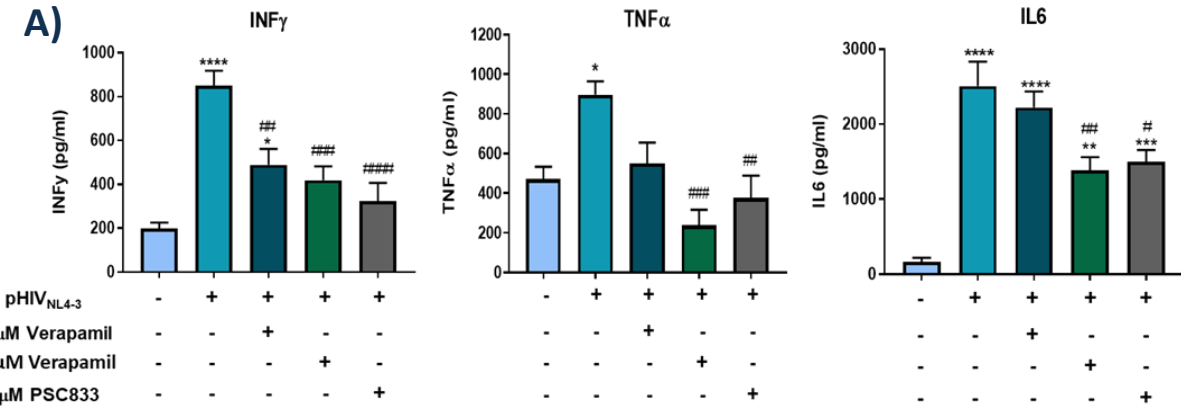 A)
INFγ
TNFα
IL6
INFγ (pg/ml)
1000
800
600
400
200
0
****
##
*
###
####
TNFα (pg/ml)
1200
1000
800
600
400
200
0
*
###
##
IL6 (pg/ml)
3000
2000
1000
0
****
****
##
**
#
***
pHIVNL4-3 - + + + + - + + + + - + + + +
μM Verapamil - - + - - - - + - - - - + - -
μM Verapamil - - - + - - - - + - - - - + -
μM PSC833 - - - - + - - - - + - - - - +